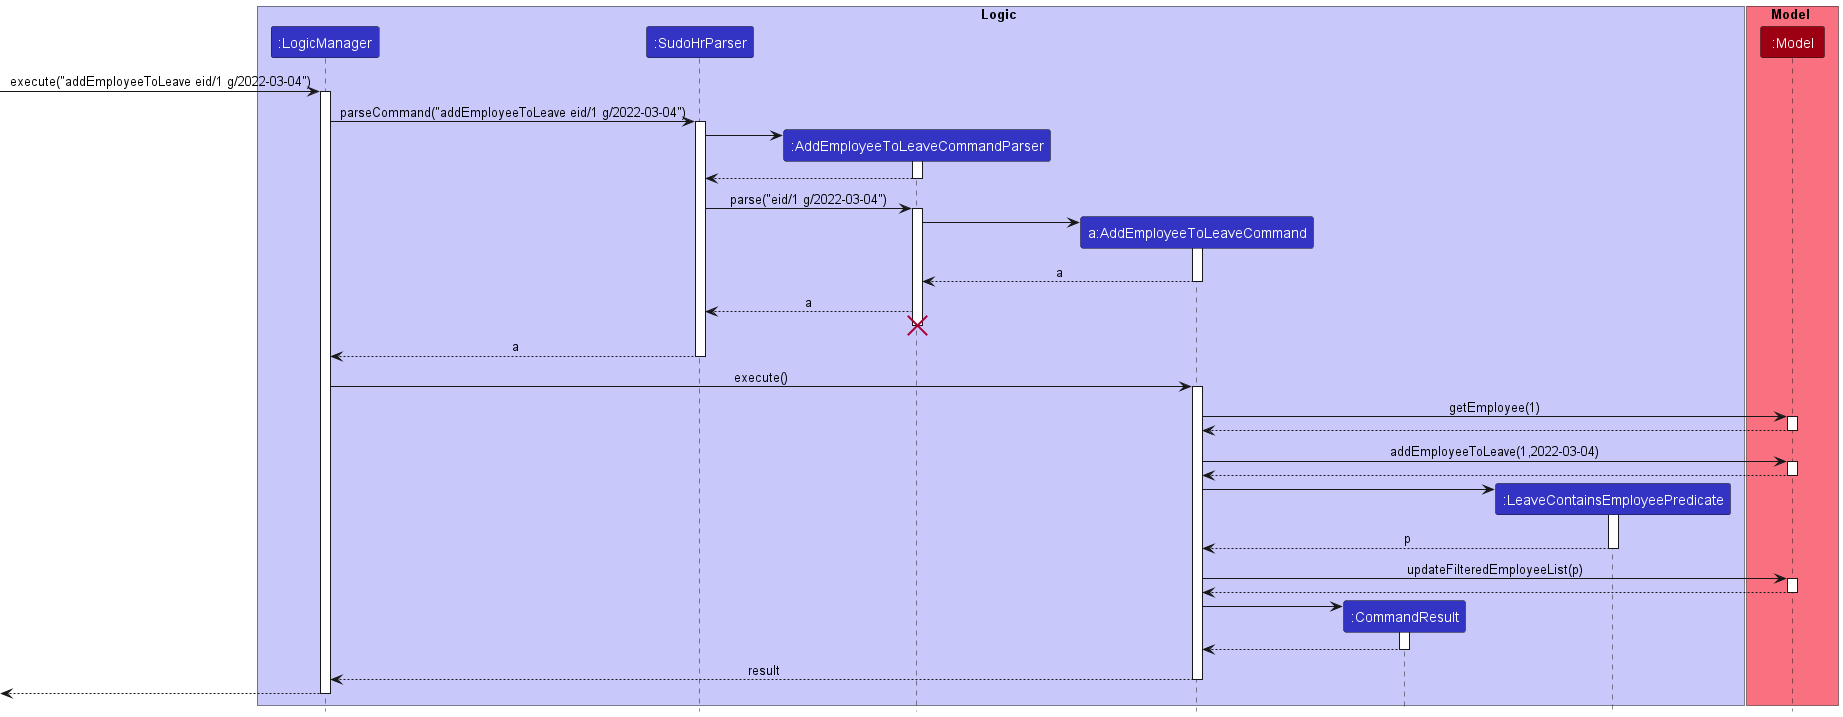 Logic
Model
:LogicManager
:SudoHrParser
:Model
execute("addEmployeeToLeave eid/1 g/2022-03-04")
parseCommand("addEmployeeToLeave eid/1 g/2022-03-04")
:AddEmployeeToLeaveCommandParser
parse("eid/1 g/2022-03-04")
a:AddEmployeeToLeaveCommand
a
a
a
execute()
getEmployee(1)
addEmployeeToLeave(1,2022-03-04)
:LeaveContainsEmployeePredicate
p
updateFilteredEmployeeList(p)
:CommandResult
result